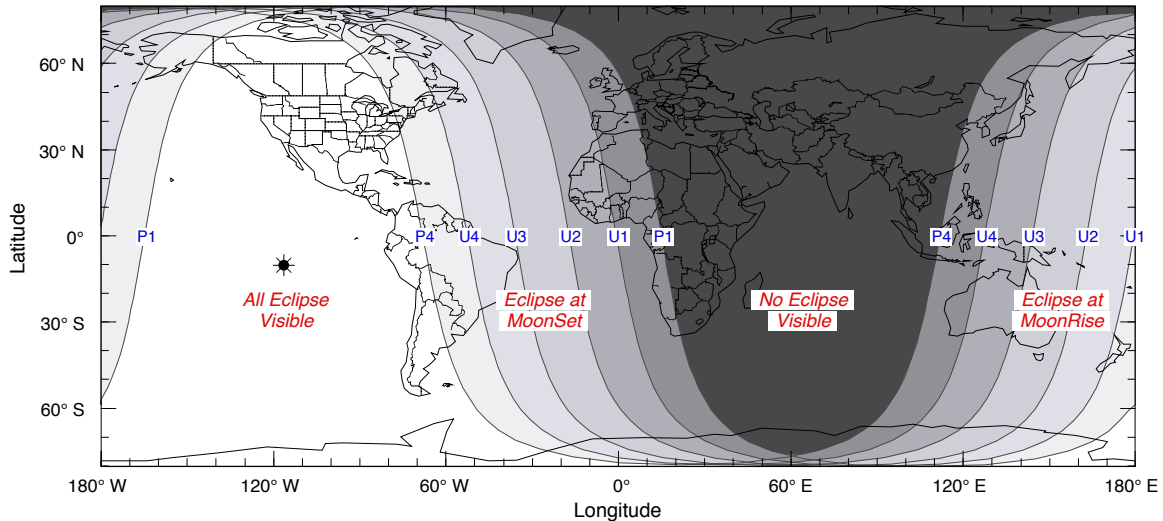 60° N
30° N
0°
30° S
60° S
Latitude
P1 P4 U4 U3 U2 U1 P1 P4 U4 U3 U2 U1
All Eclipse
Visible
Eclipse at
MoonSet
No Eclipse
Visible
Eclipse at
MoonRise
180° W 120° W 60° W 0° 60° E 120° E 180° E
Longitude